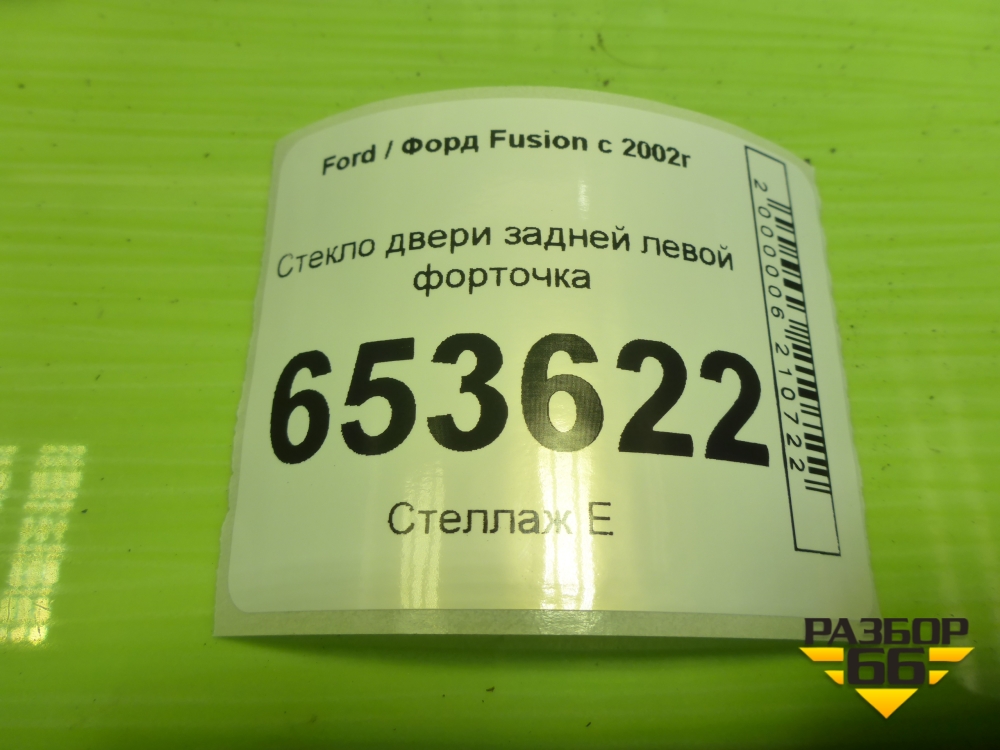 Ford / Форд Fusion с 2002г
Стекло двери задней левой
форточка
653622
Стеллаж Е
2000006210722
РАЗБОР
66